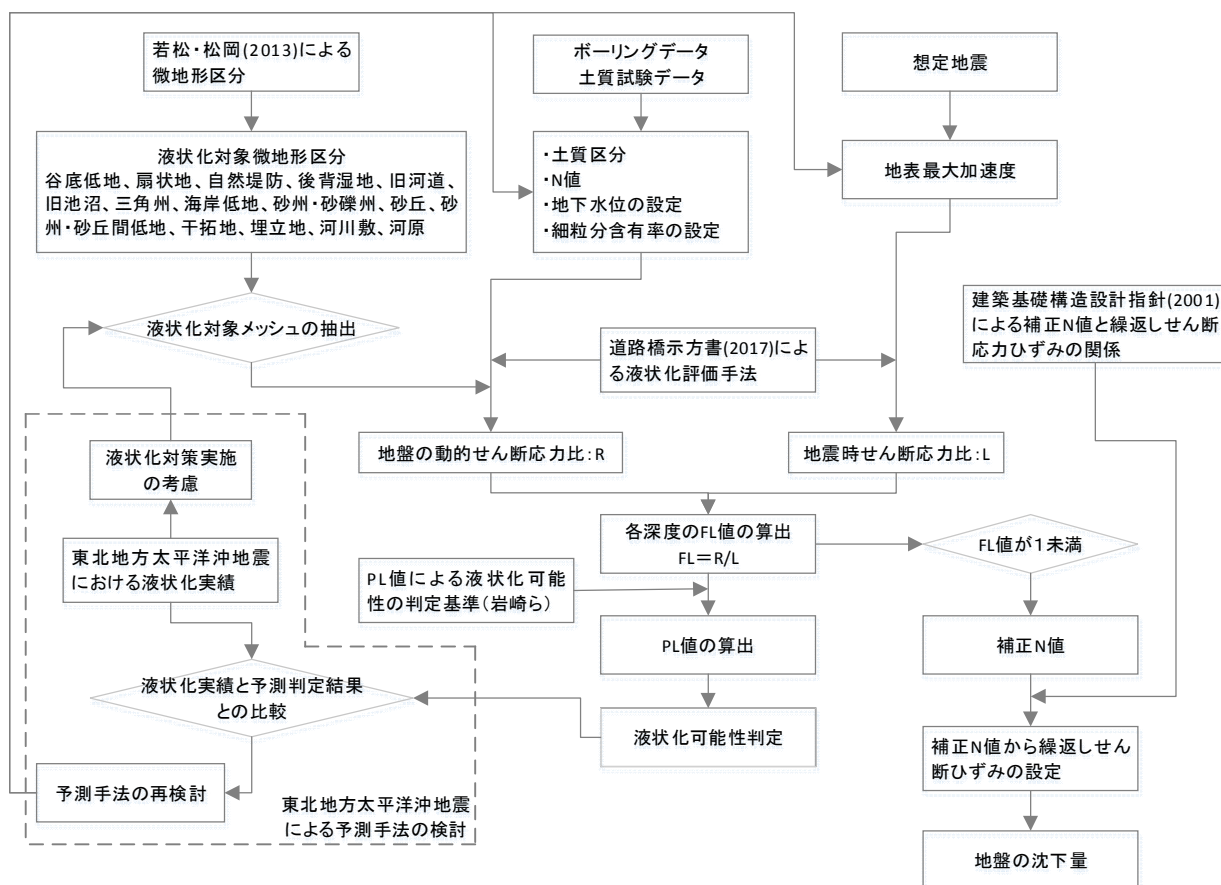 若松・松岡(2013)による
微地形区分
ボーリングデータ
土質試験データ
想定地震
液状化対象微地形区分
谷底低地、扇状地、自然堤防、後背湿地、旧河道、
旧池沼、三角州、海岸低地、砂州・砂礫州、砂丘、砂
州・砂丘間低地、干拓地、埋立地、河川敷、河原
・土質区分
・N値
・地下水位の設定
・細粒分含有率の設定
地表最大加速度
液状化対象メッシュの抽出
道路橋示方書(2017)によ
る液状化評価手法
建築基礎構造設計指針(2001)
による補正N値と繰返しせん断
応力ひずみの関係
液状化対策実施
の考慮
地盤の動的せん断応力比:R
地震時せん断応力比:L
東北地方太平洋沖地震
における液状化実績
各深度のFL値の算出
FL=R/L
FL値が1未満
PL値による液状化可能
性の判定基準(岩崎ら)
PL値の算出
補正N値
液状化実績と予測判定結果
との比較
液状化可能性判定
補正N値から繰返しせん
断ひずみの設定
予測手法の再検討
東北地方太平洋沖地震
による予測手法の検討
地盤の沈下量